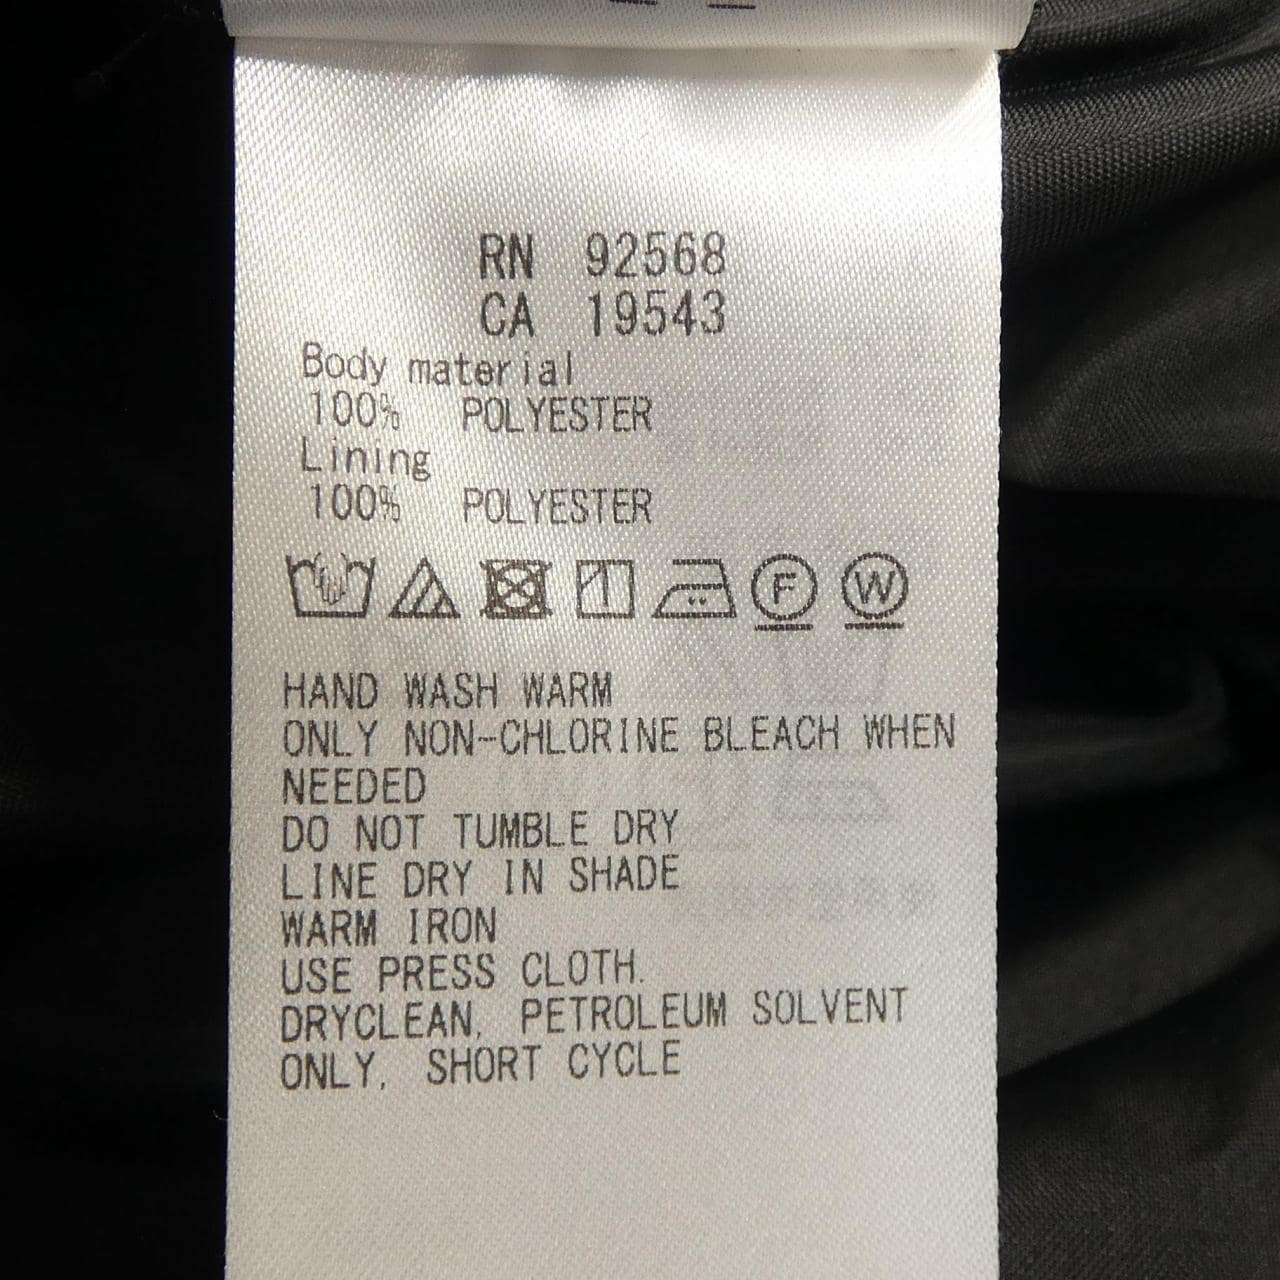 RN 92568
CA 19543
Body material
100% POLYESTER
Lining
100% POLYESTER
F W
HAND WASH WARM
ONLY NON-CHLORINE BLEACH WHEN
NEEDED
DO NOT TUMBLE DRY
LINE DRY IN SHADE
WARM IRON
USE PRESS CLOTH.
DRYCLEAN, PETROLEUM SOLVENT
ONLY, SHORT CYCLE